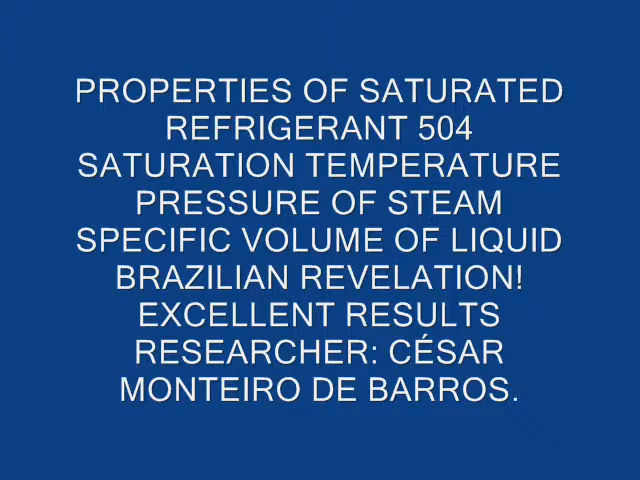 PROPERTIES OF SATURATED
REFRIGERANT 504
SATURATION TEMPERATURE
PRESSURE OF STEAM
SPECIFIC VOLUME OF LIQUID
BRAZILIAN REVELATION!
EXCELLENT RESULTS
RESEARCHER: CÉSAR
MONTEIRO DE BARROS.